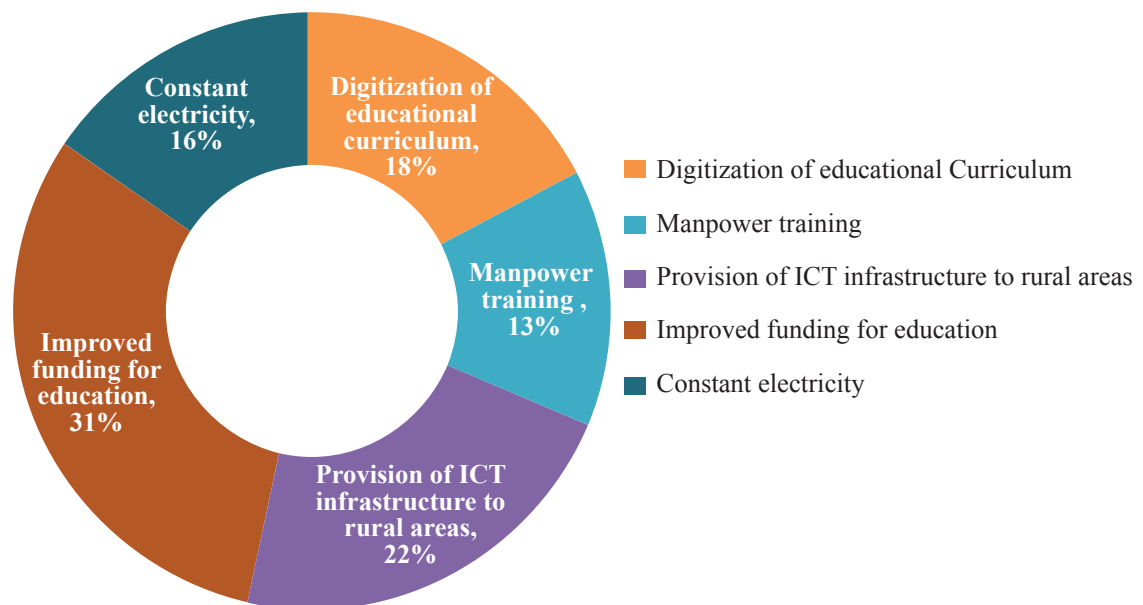 Constant
electricity,
16%
Digitization of
educational
curriculum,
18%
Manpower
training ,
13%
Provision of ICT
infrastructure to
rural areas,
22%
Improved
funding for
education,
31%
Digitization of educational Curriculum
Manpower training
Provision of ICT infrastructure to rural areas
Improved funding for education
Constant electricity